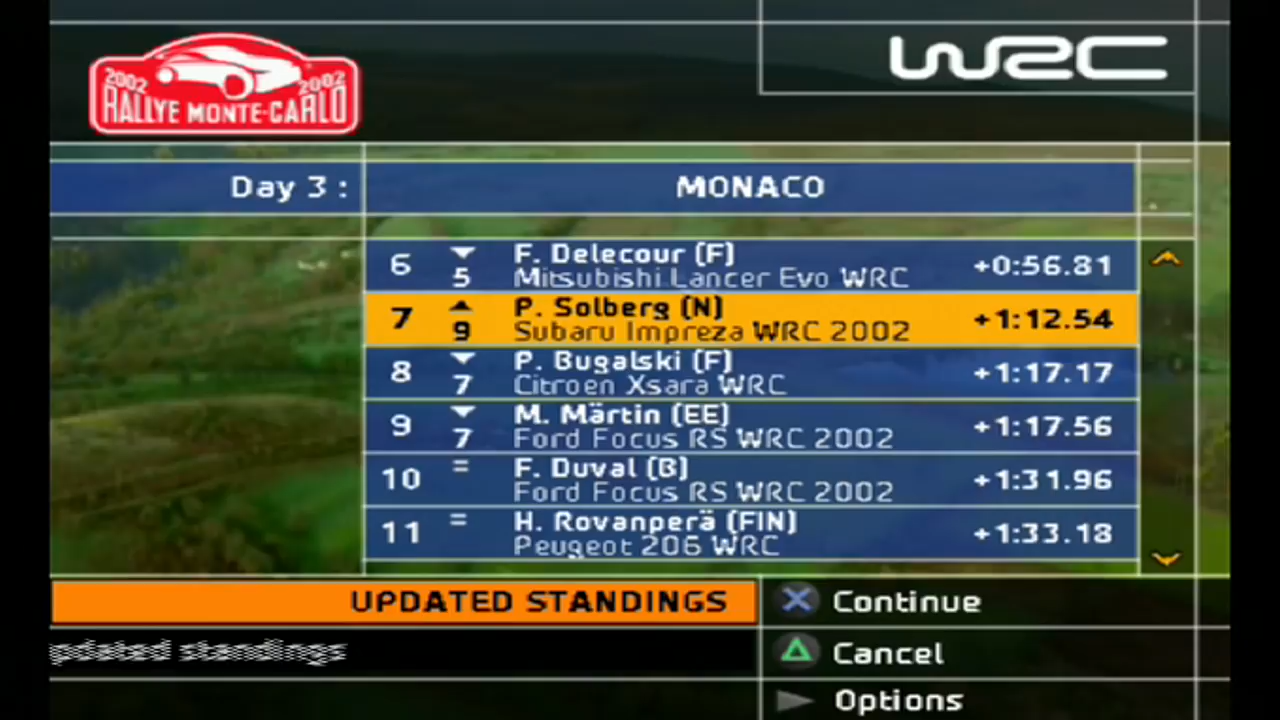 2002 2002
RALLYE MONTE-CARLO
WRC
Day 3 : MONACO
6 5 F. Delecour (F) +0:56.81
Mitsubishi Lancer Evo WRC
7 9 P. Solberg (N) +1:12.54
Subaru Impreza WRC 2002
8 7 P. Bugalski (F) +1:17.17
Citroen Xsara WRC
9 7 M. Märtin (EE) +1:17.56
Ford Focus RS WRC 2002
10 = F. Duval (B) +1:31.96
Ford Focus RS WRC 2002
11 = H. Rovanperä (FIN) +1:33.18
Peugeot 206 WRC
UPDATED STANDINGS
Continue
pdated standings
Cancel
Options